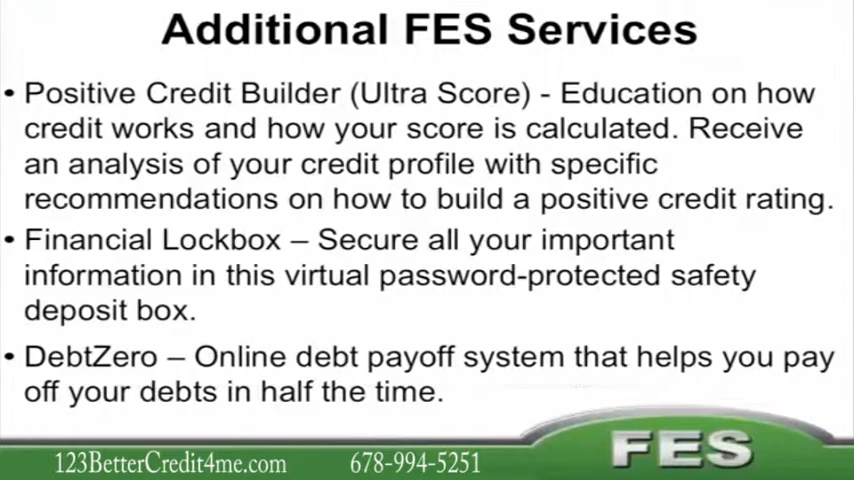 Additional FES Services
• Positive Credit Builder (Ultra Score) - Education on how
credit works and how your score is calculated. Receive
an analysis of your credit profile with specific
recommendations on how to build a positive credit rating.
• Financial Lockbox – Secure all your important
information in this virtual password-protected safety
deposit box.
• DebtZero – Online debt payoff system that helps you pay
off your debts in half the time.
123BetterCredit4me.com 678-994-5251 FES